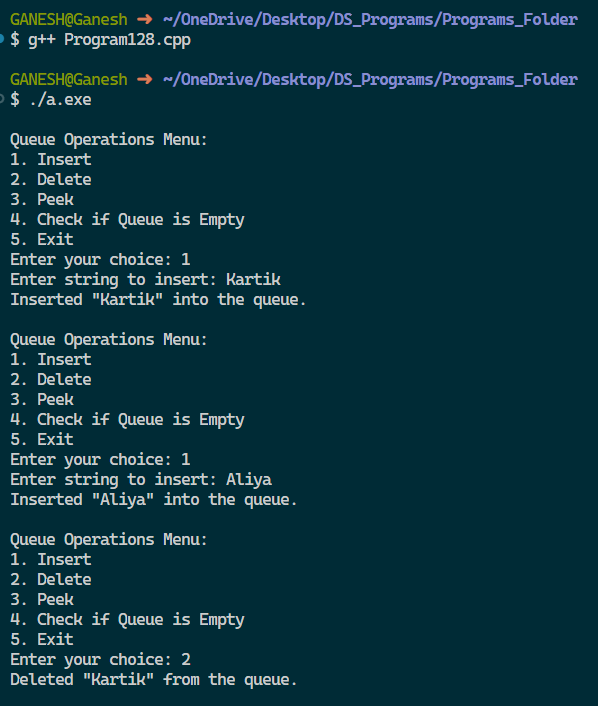 GANESH@Ganesh ➜ ~/OneDrive/Desktop/DS_Programs/Programs_Folder
$ g++ Program128.cpp
GANESH@Ganesh ➜ ~/OneDrive/Desktop/DS_Programs/Programs_Folder
$ ./a.exe
Queue Operations Menu:
1. Insert
2. Delete
3. Peek
4. Check if Queue is Empty
5. Exit
Enter your choice: 1
Enter string to insert: Kartik
Inserted "Kartik" into the queue.
Queue Operations Menu:
1. Insert
2. Delete
3. Peek
4. Check if Queue is Empty
5. Exit
Enter your choice: 1
Enter string to insert: Aliya
Inserted "Aliya" into the queue.
Queue Operations Menu:
1. Insert
2. Delete
3. Peek
4. Check if Queue is Empty
5. Exit
Enter your choice: 2
Deleted "Kartik" from the queue.